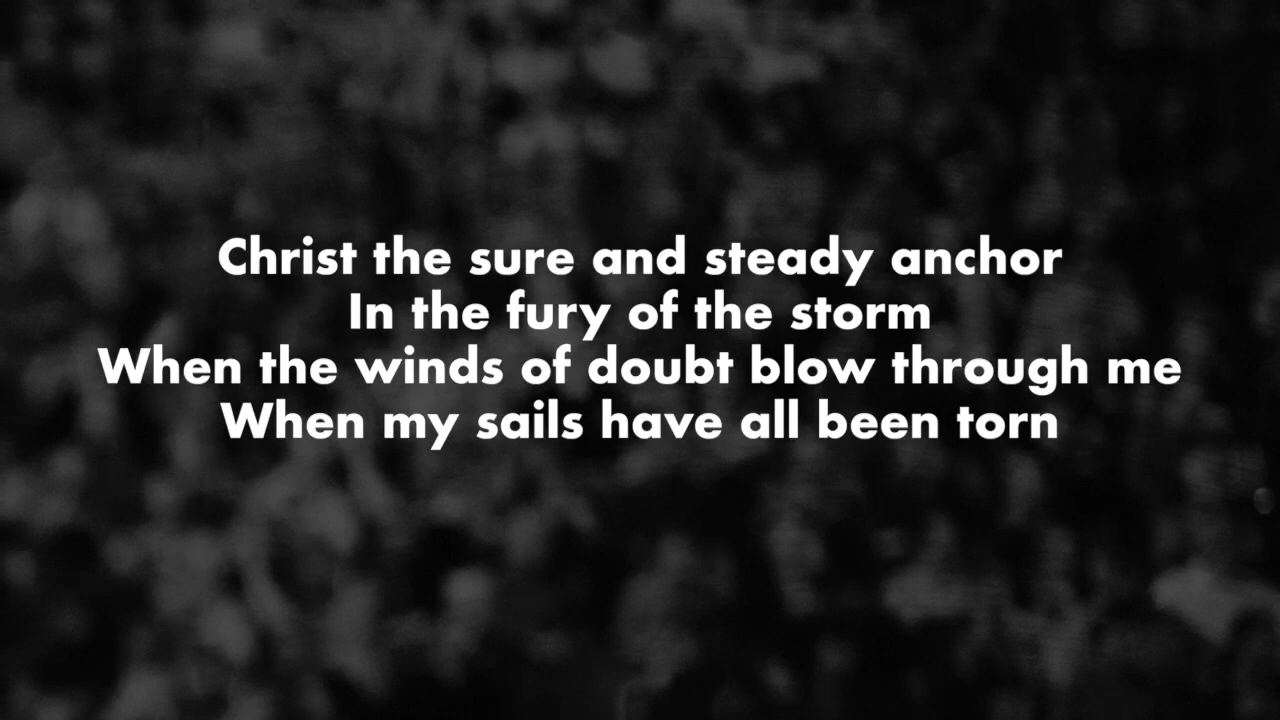 Christ the sure and steady anchor
In the fury of the storm
When the winds of doubt blow through me
When my sails have all been torn